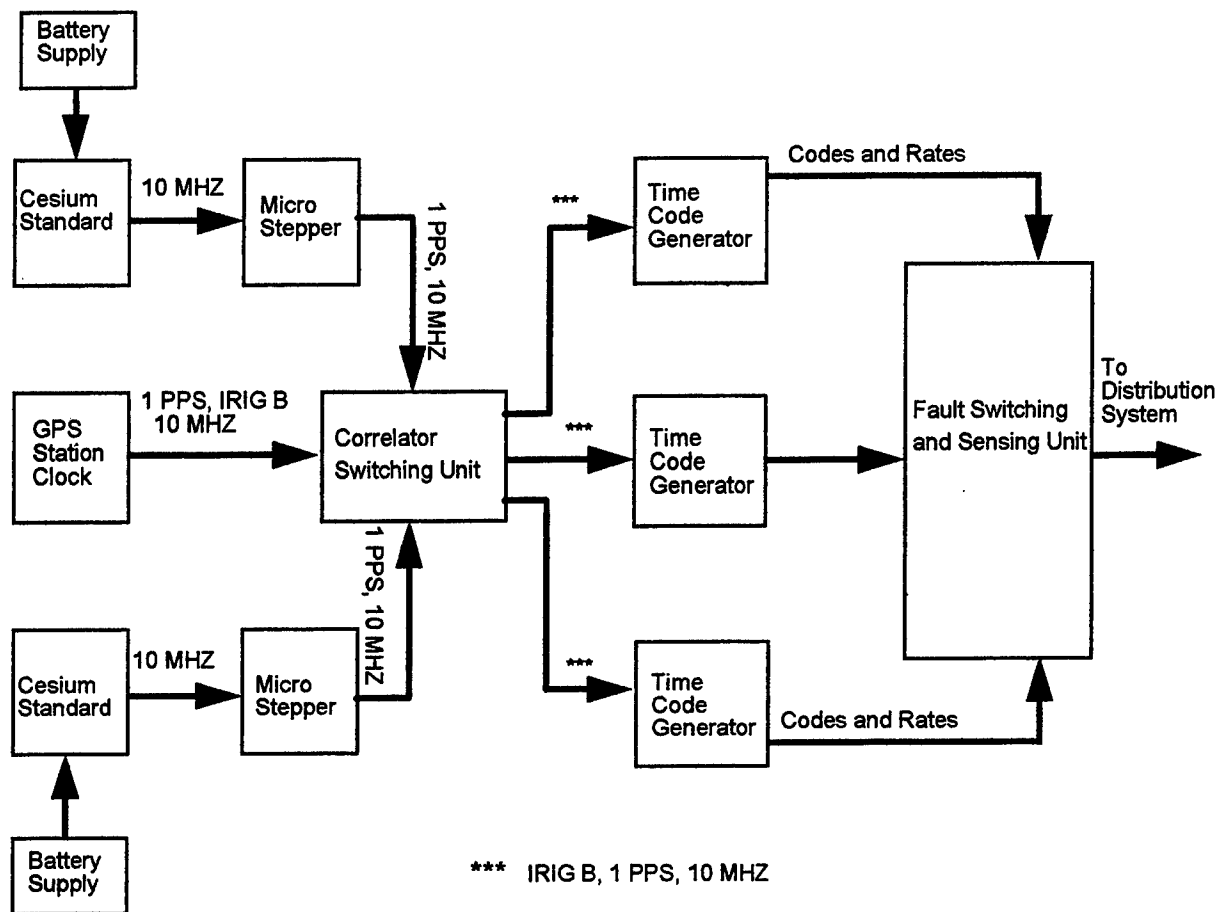 Battery
Supply
Cesium
Standard
10 MHZ
Micro
Stepper
1 PPS, 10 MHZ
***
Time
Code
Generator
Codes and Rates
GPS
Station
Clock
1 PPS, IRIG B
10 MHZ
Correlator
Switching Unit
***
Time
Code
Generator
Fault Switching
and Sensing Unit
To
Distribution
System
Cesium
Standard
10 MHZ
Micro
Stepper
1 PPS, 10 MHZ
***
Time
Code
Generator
Codes and Rates
Battery
Supply
*** IRIG B, 1 PPS, 10 MHZ